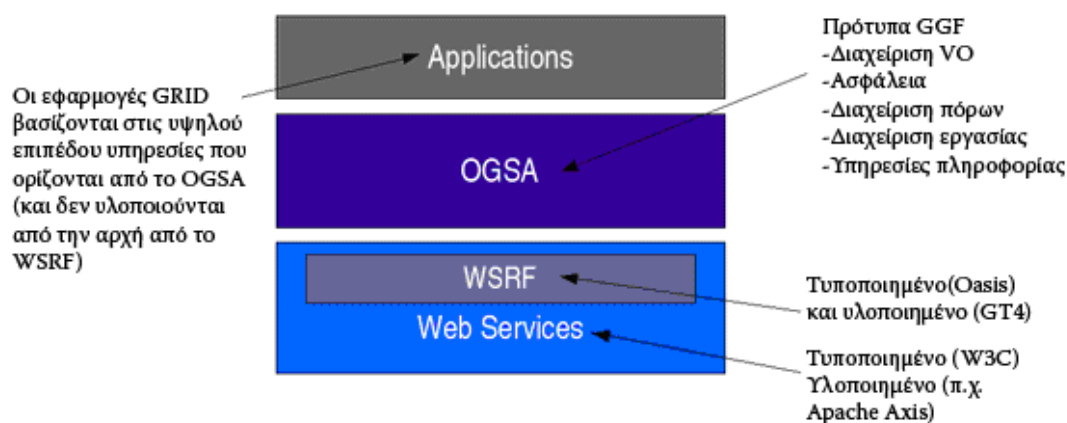 Applications
OGSA
WSRF
Web Services
Οι εφαρμογές GRID
βασίζονται στις υψηλού
επιπέδου υπηρεσίες που
ορίζονται από το OGSA
(και δεν υλοποιούνται
από την αρχή από το
WSRF)
Πρότυπα GGF
-Διαχείριση VO
-Ασφάλεια
-Διαχείριση πόρων
-Διαχείριση εργασίας
-Υπηρεσίες πληροφορίας
Τυποποιημένο(Oasis)
και υλοποιημένο (GT4)
Τυποποιημένο (W3C)
Υλοποιημένο (π.χ.
Apache Axis)